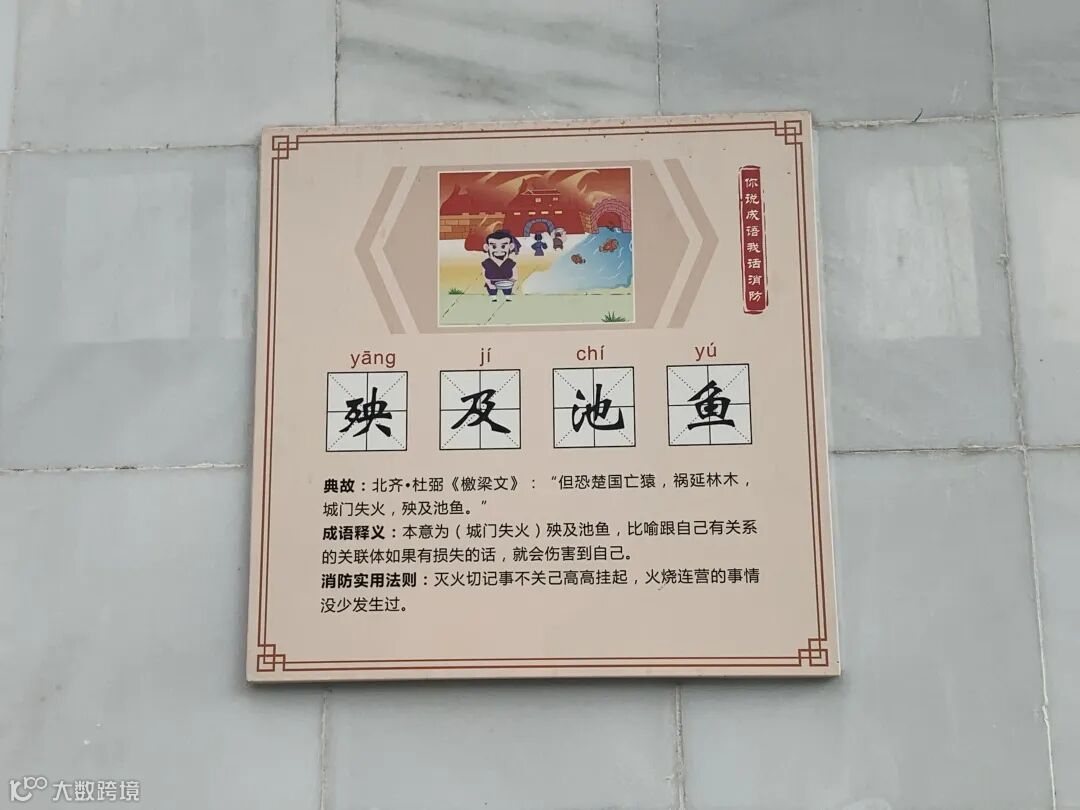 你说成语我话消防
yāng jí chí yú
殃及池鱼
典故：北齐•杜弼《檄梁文》：“但恐楚国亡猿，祸延林木，
城门失火，殃及池鱼。”
成语释义：本意为（城门失火）殃及池鱼，比喻跟自己有关系
的关联体如果有损失的话，就会伤害到自己。
消防实用法则：灭火切记事不关己高高挂起，火烧连营的事情
没少发生过。
大数跨境